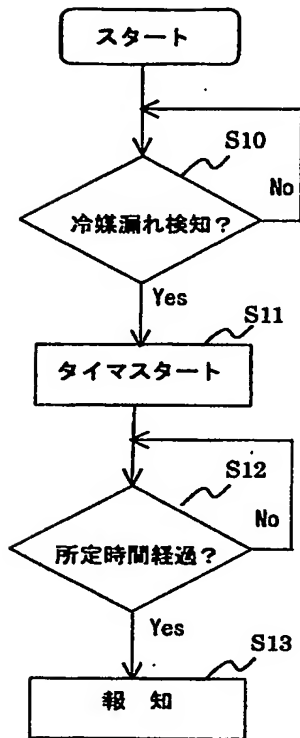 スタート
S10
No
冷媒漏れ検知?
Yes
S11
タイマスタート
S12
No
所定時間経過?
Yes
S13
報 知